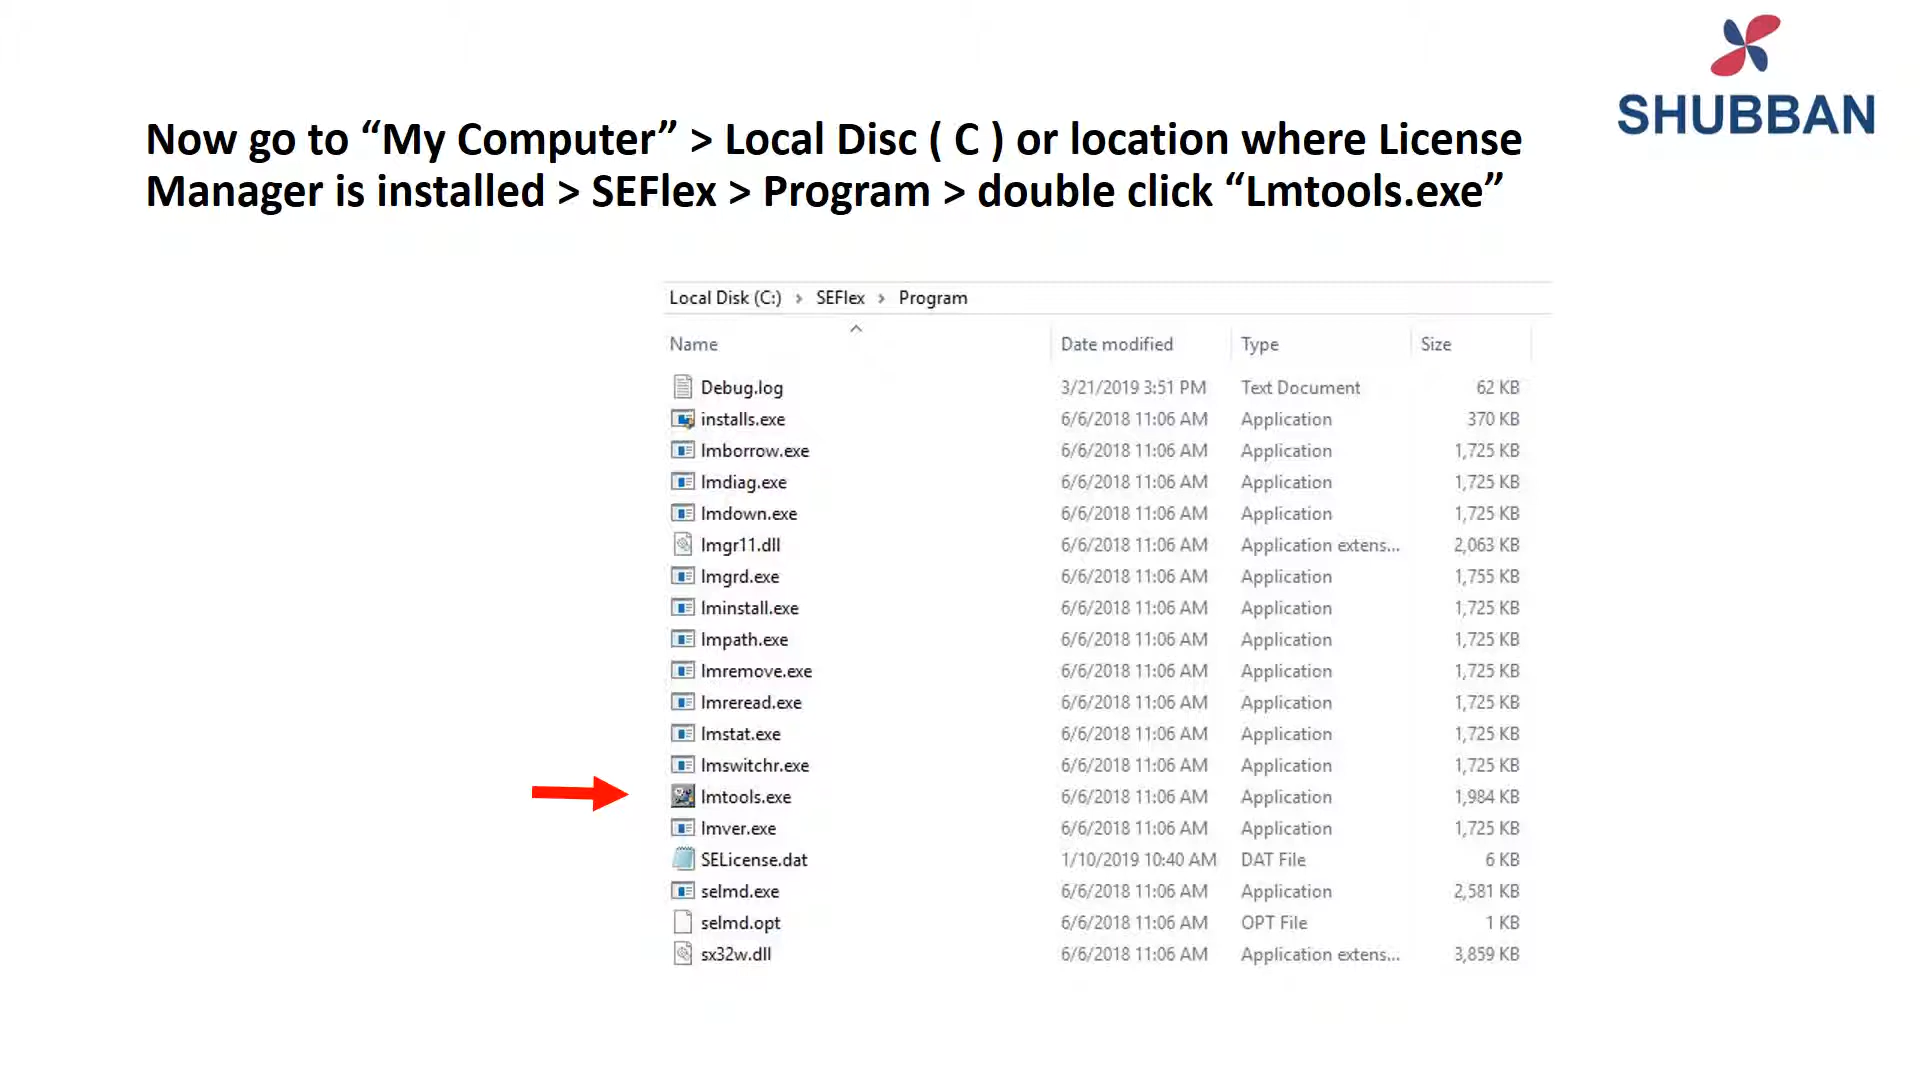 SHUBBAN
Now go to “My Computer” > Local Disc ( C ) or location where License
Manager is installed > SEFlex > Program > double click “Lmtools.exe”
Local Disk (C:) > SEFlex > Program
Name Date modified Type Size
Debug.log 3/21/2019 3:51 PM Text Document 62 KB
installs.exe 6/6/2018 11:06 AM Application 370 KB
lmborrow.exe 6/6/2018 11:06 AM Application 1,725 KB
lmdiag.exe 6/6/2018 11:06 AM Application 1,725 KB
lmdown.exe 6/6/2018 11:06 AM Application 1,725 KB
lmgr11.dll 6/6/2018 11:06 AM Application extens... 2,063 KB
lmgrd.exe 6/6/2018 11:06 AM Application 1,755 KB
lminstall.exe 6/6/2018 11:06 AM Application 1,725 KB
lmpath.exe 6/6/2018 11:06 AM Application 1,725 KB
lmremove.exe 6/6/2018 11:06 AM Application 1,725 KB
lmreread.exe 6/6/2018 11:06 AM Application 1,725 KB
lmstat.exe 6/6/2018 11:06 AM Application 1,725 KB
lmswitchr.exe 6/6/2018 11:06 AM Application 1,725 KB
lmtools.exe 6/6/2018 11:06 AM Application 1,984 KB
lmver.exe 6/6/2018 11:06 AM Application 1,725 KB
SELicense.dat 1/10/2019 10:40 AM DAT File 6 KB
selmd.exe 6/6/2018 11:06 AM Application 2,581 KB
selmd.opt 6/6/2018 11:06 AM OPT File 1 KB
sx32w.dll 6/6/2018 11:06 AM Application extens... 3,859 KB